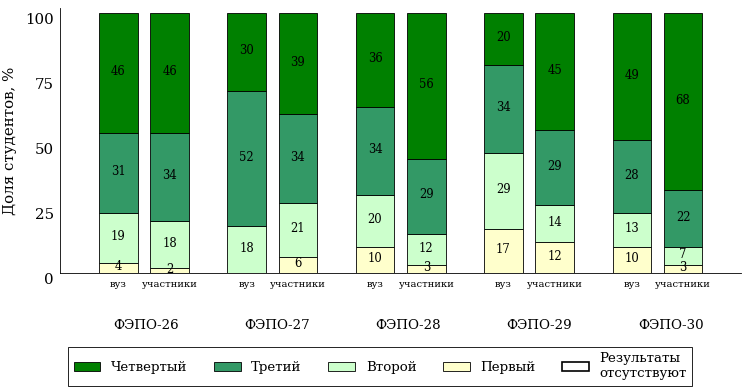 Доля студентов, %
100
75
50
25
0
46 46 30 39 36 56 20 45 49 68
31 34 52 34 34 29 34 29 28 22
19 18 18 21 20 12 29 14 13 7
4 2 6 10 3 17 12 10 3
вуз участники вуз участники вуз участники вуз участники вуз участники
ФЭПО-26 ФЭПО-27 ФЭПО-28 ФЭПО-29 ФЭПО-30
Четвертый Третий Второй Первый Результаты
отсутствуют